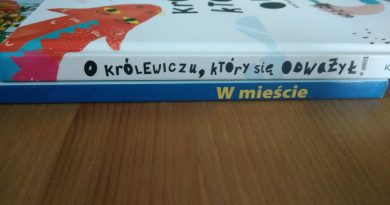 O KRÓLEWICZU, KTÓRY SIĘ ODWAŻYŁ
W mieście